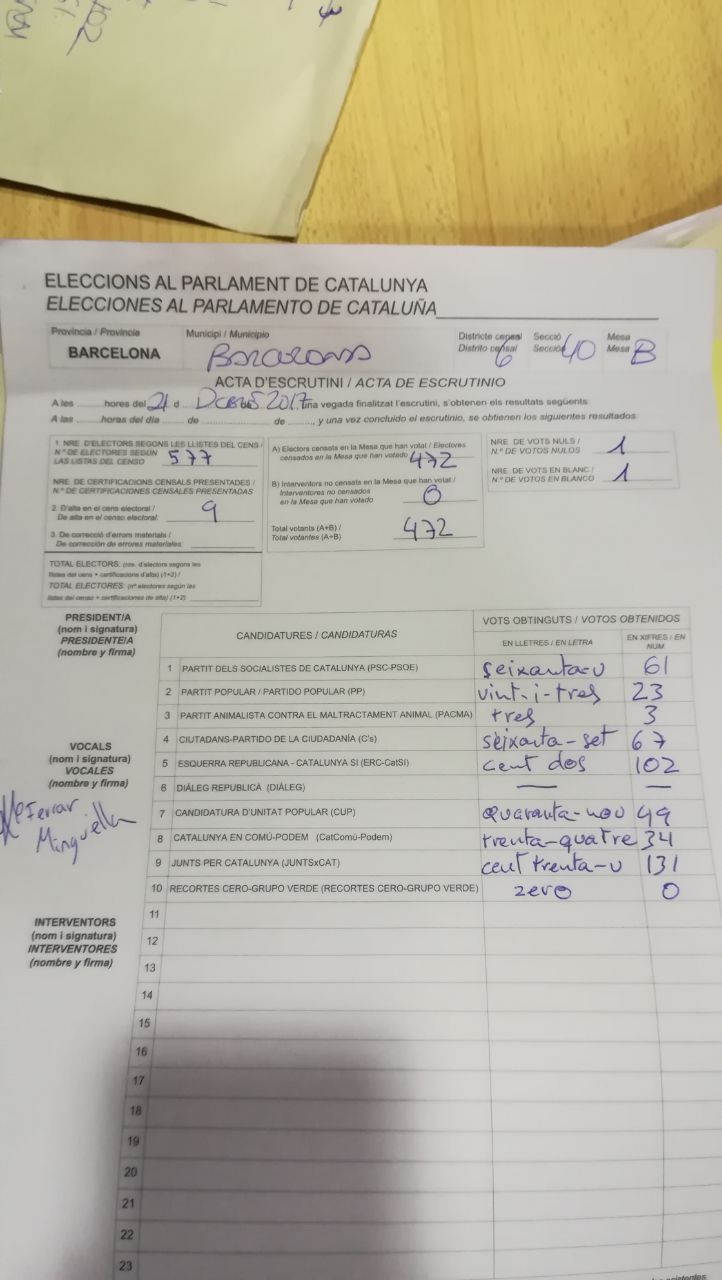 102
ELECCIONS AL PARLAMENT DE CATALUNYA
ELECCIONES AL PARLAMENTO DE CATALUÑA
Província / Provincia Municipi / Municipio Districte censal Distrito censal 6 Secció Sección 40 Mesa Mesa B
BARCELONA Barcelona
ACTA D'ESCRUTINI / ACTA DE ESCRUTINIO
A les ........ hores del 21 d Dcbre 2017, una vegada finalitzat l'escrutini, s'obtenen els resultats següents:
A las ........ horas del día ...... de ...................... de ........, y una vez concluido el escrutinio, se obtienen los siguientes resultados:
1. NRE. D'ELECTORS SEGONS LES LLISTES DEL CENS /
N.º DE ELECTORES SEGÚN
LAS LISTAS DEL CENSO 577
NRE. DE CERTIFICACIONS CENSALS PRESENTADES /
N.º DE CERTIFICACIONES CENSALES PRESENTADAS
2. D'alta en el cens electoral /
De alta en el censo electoral: 9
3. De correcció d'errors materials /
De corrección de errores materiales:
TOTAL ELECTORS: (nre. d'electors segons les
llistes del cens + certificacions d'alta) (1+2) /
TOTAL ELECTORES: (nº electores según las
listas del censo + certificaciones de alta) (1+2)
A) Electors censats en la Mesa que han votat / Electores
censados en la Mesa que han votado 472
B) Interventors no censats en la Mesa que han votat /
Interventores no censados
en la Mesa que han votado 0
Total votants (A+B) /
Total votantes (A+B) 472
NRE. DE VOTS NULS /
N.º DE VOTOS NULOS 1
NRE. DE VOTS EN BLANC /
N.º DE VOTOS EN BLANCO 1
PRESIDENT/A
(nom i signatura)
PRESIDENTE/A
(nombre y firma)
VOCALS
(nom i signatura)
VOCALES
(nombre y firma)
Ferrar
Minguella
INTERVENTORS
(nom i signatura)
INTERVENTORES
(nombre y firma)
CANDIDATURES / CANDIDATURAS VOTS OBTINGUTS / VOTOS OBTENIDOS
EN LLETRES / EN LETRA EN XIFRES / EN NUM
1 PARTIT DELS SOCIALISTES DE CATALUNYA (PSC-PSOE) seixanta-u 61
2 PARTIT POPULAR / PARTIDO POPULAR (PP) vint-i-tres 23
3 PARTIT ANIMALISTA CONTRA EL MALTRACTAMENT ANIMAL (PACMA) tres 3
4 CIUTADANS-PARTIDO DE LA CIUDADANÍA (C's) seixanta-set 67
5 ESQUERRA REPUBLICANA - CATALUNYA SI (ERC-CatSí) cent dos 102
6 DIÀLEG REPUBLICÀ (DIÀLEG) — —
7 CANDIDATURA D'UNITAT POPULAR (CUP) quaranta-nou 49
8 CATALUNYA EN COMÚ-PODEM (CatComú-Podem) trenta-quatre 34
9 JUNTS PER CATALUNYA (JUNTSxCAT) cent trenta-u 131
10 RECORTES CERO-GRUPO VERDE (RECORTES CERO-GRUPO VERDE) zero 0
11
12
13
14
15
16
17
18
19
20
21
22
23